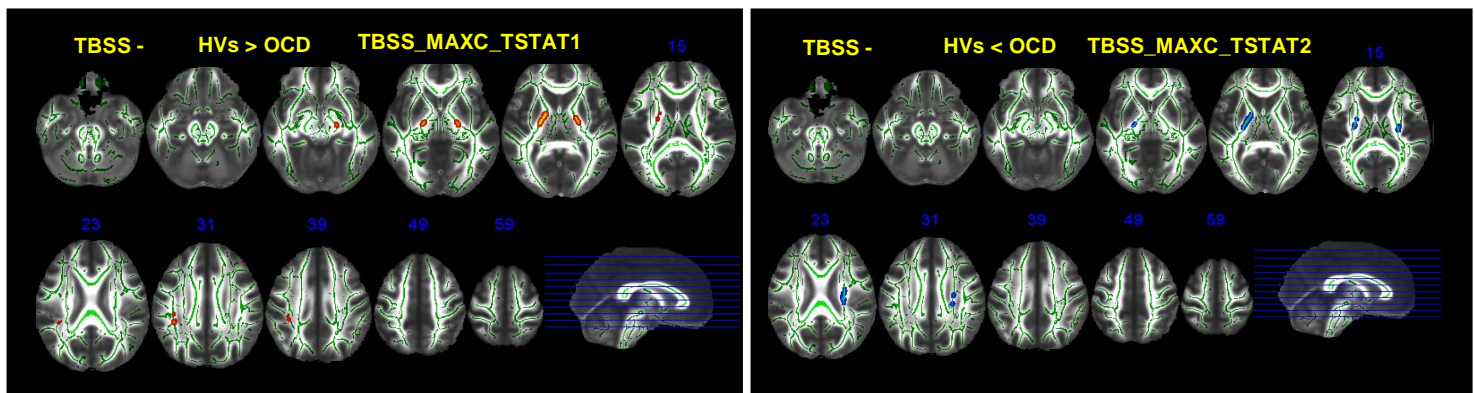 TBSS - HVs > OCD TBSS_MAXC_TSTAT1
15
23 31 39 49 59
TBSS - HVs < OCD TBSS_MAXC_TSTAT2
15
23 31 39 49 59